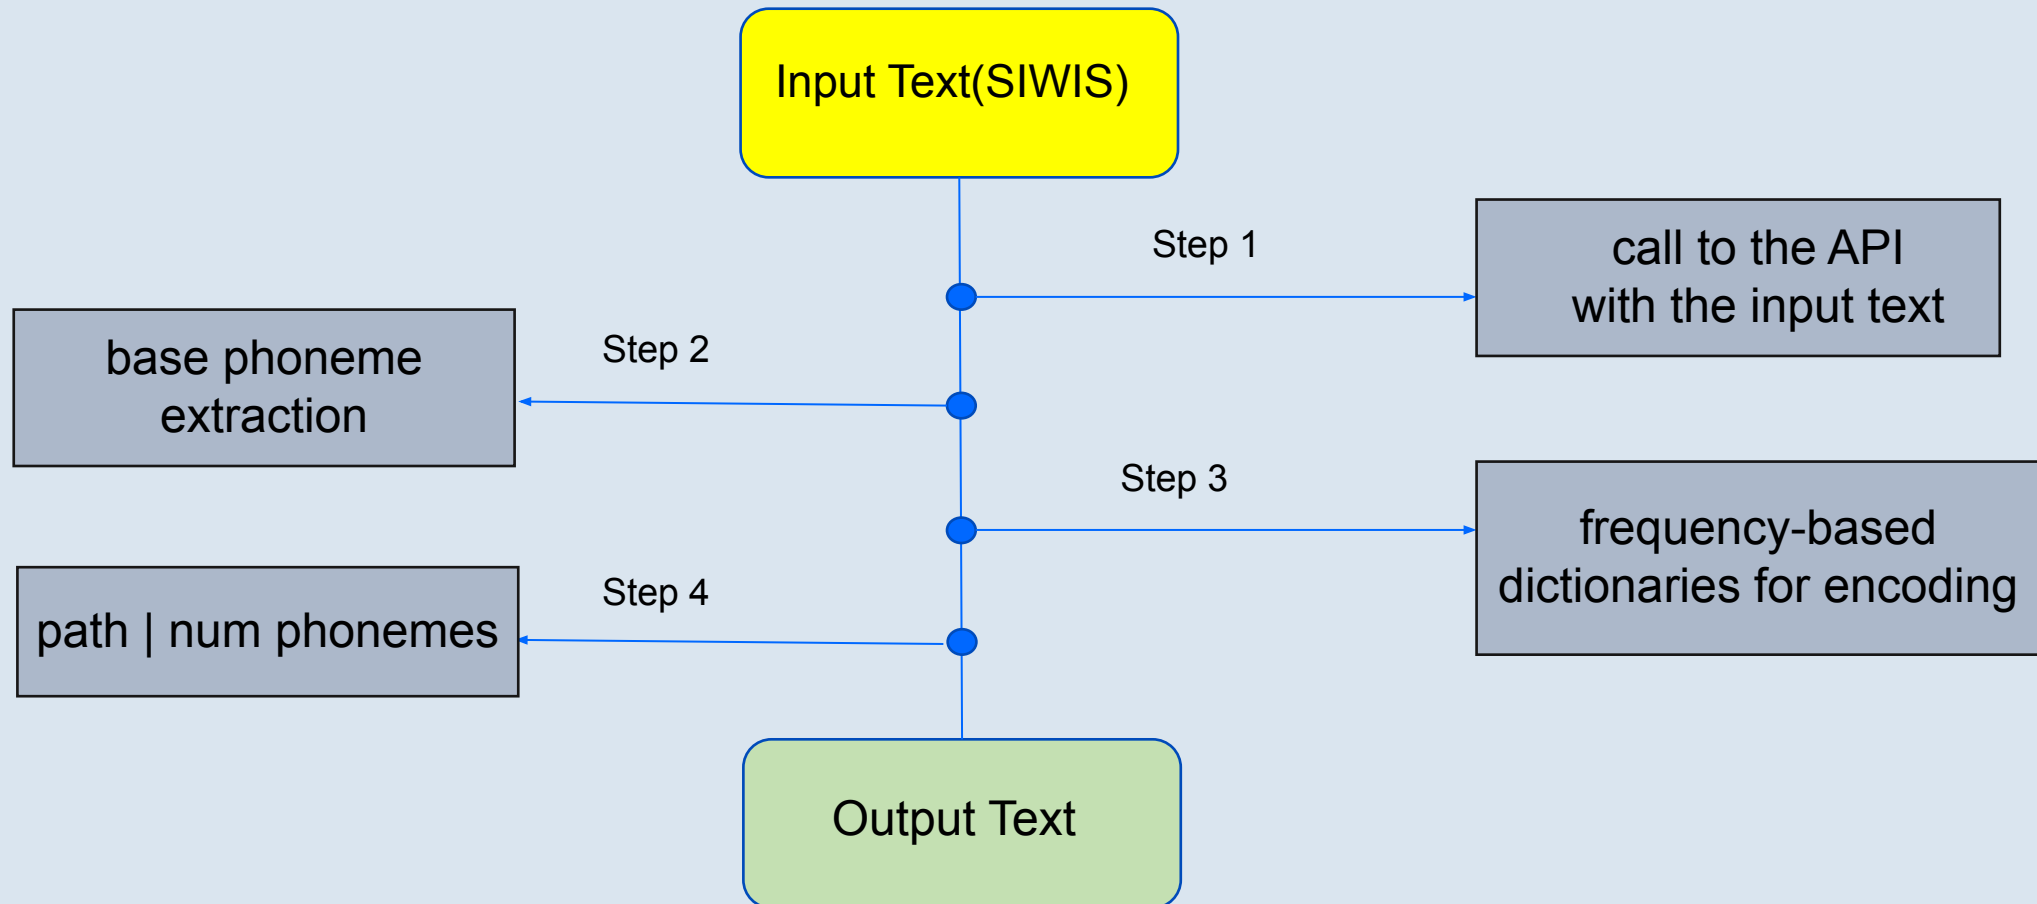 Input Text(SIWIS)
Step 1
call to the API
with the input text
Step 2
base phoneme
extraction
Step 3
frequency-based
dictionaries for encoding
Step 4
path | num phonemes
Output Text